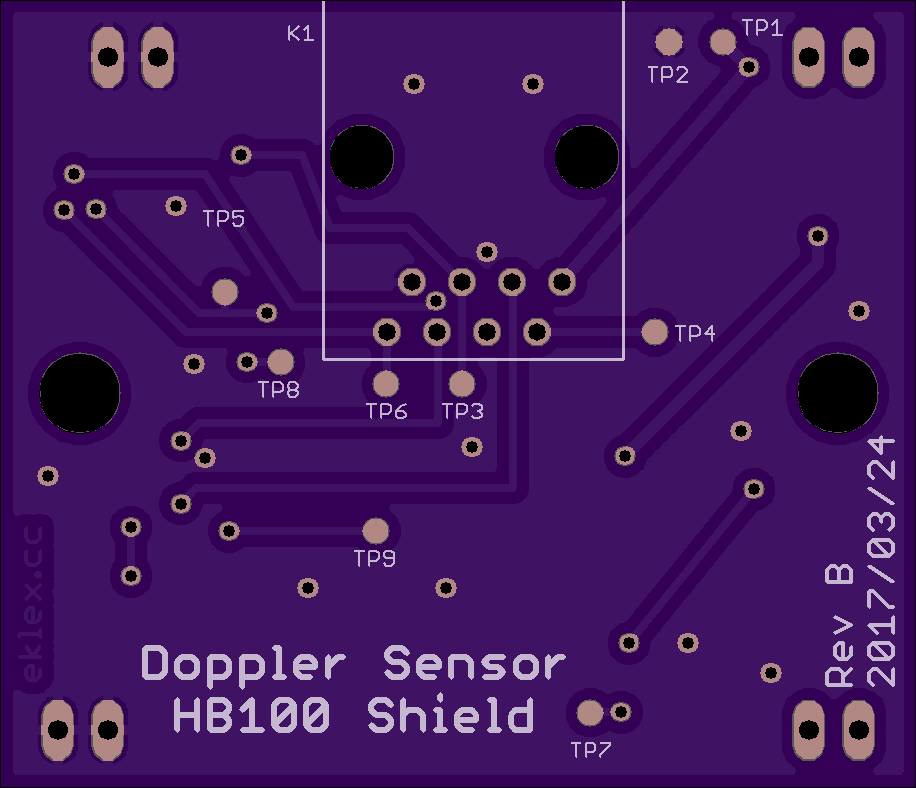 K1
TP1
TP2
TP5
TP4
TP8
TP6
TP3
TP9
eklex.cc
Rev B
2017/03/24
Doppler Sensor
HB100 Shield
TP7